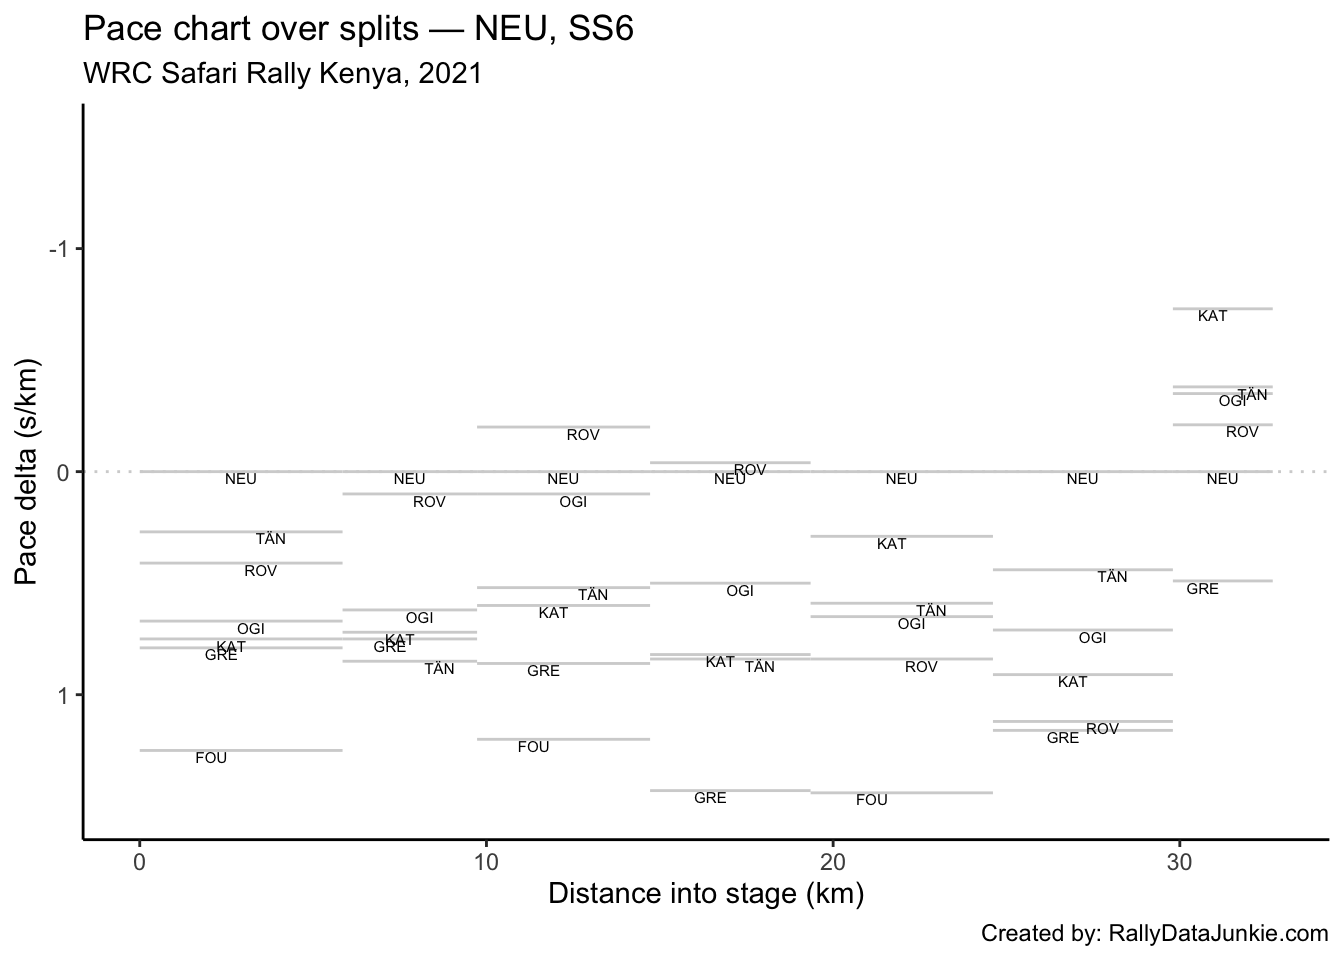 Pace chart over splits — NEU, SS6
WRC Safari Rally Kenya, 2021
Pace delta (s/km)
-1
0
1
KAT
TÄN
OGI
ROV
ROV
ROV
NEU
NEU
NEU
NEU
NEU
NEU
NEU
ROV
OGI
TÄN
KAT
ROV
TÄN
GRE
OGI
TÄN
KAT
OGI
TÄN
OGI
OGI
KAT
GRE
KAT
GRE
TÄN
GRE
KAT
TÄN
ROV
OGI
KAT
FOU
FOU
GRE
FOU
ROV
GRE
0
10
20
30
Distance into stage (km)
Created by: RallyDataJunkie.com